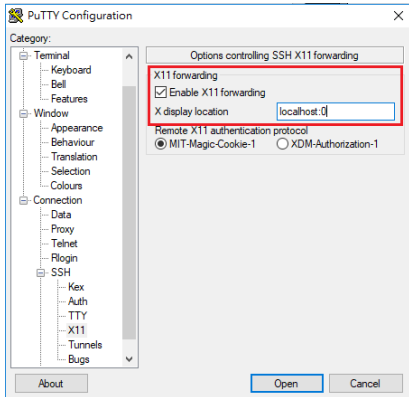 PuTTY Configuration
Category:
Terminal
Keyboard
Bell
Features
Window
Appearance
Behaviour
Translation
Selection
Colours
Connection
Data
Proxy
Telnet
Rlogin
SSH
Kex
Auth
TTY
X11
Tunnels
Bugs
Options controlling SSH X11 forwarding
X11 forwarding
Enable X11 forwarding
X display location localhost:0
Remote X11 authentication protocol
MIT-Magic-Cookie-1 XDM-Authorization-1
About Open Cancel